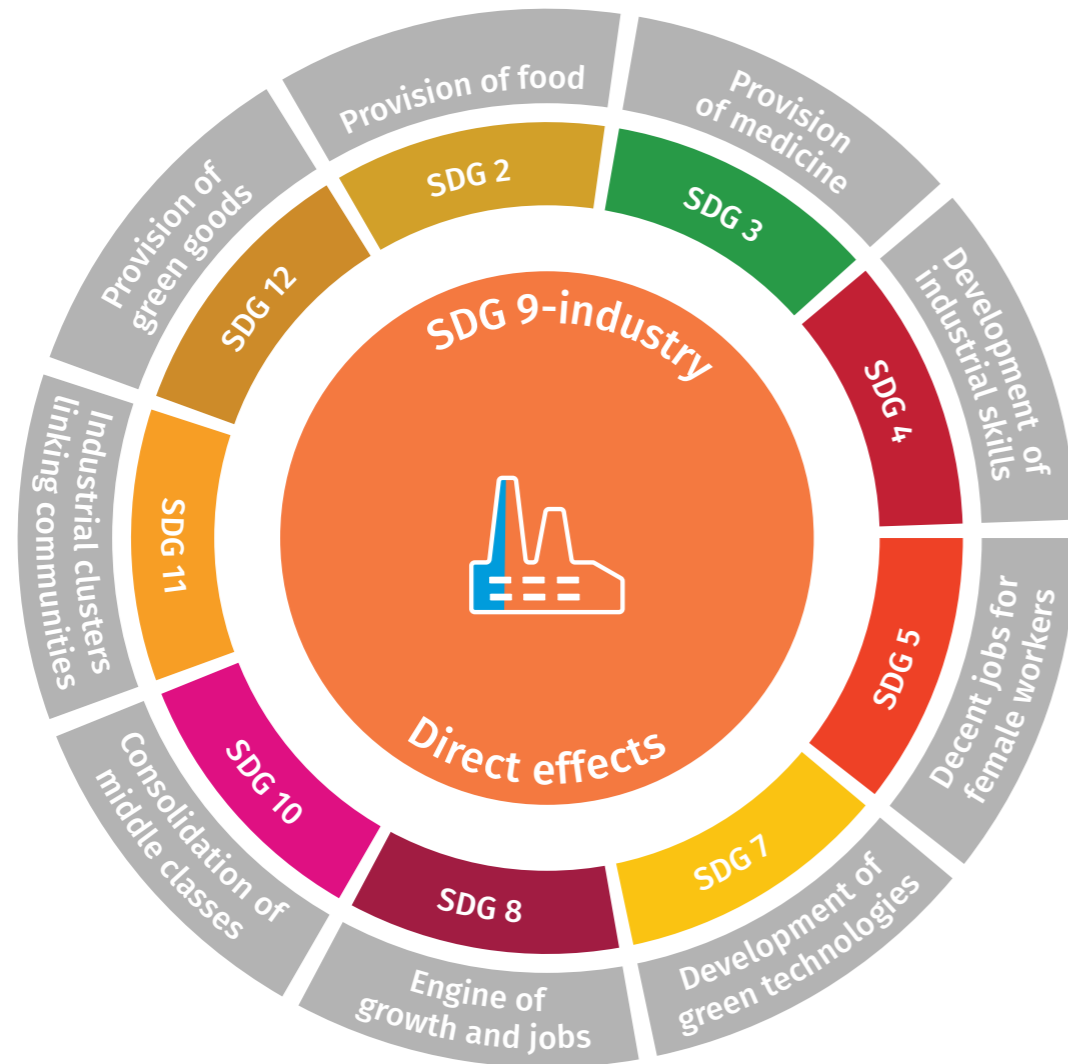 SDG 9-industry
Direct effects
SDG 2
Provision of food
SDG 3
Provision
of medicine
SDG 4
Development of
industrial skills
SDG 5
Decent jobs for
female workers
SDG 7
Development of
green technologies
SDG 8
Engine of
growth and jobs
SDG 10
Consolidation of
middle classes
SDG 11
Industrial clusters
linking communities
SDG 12
Provision of
green goods